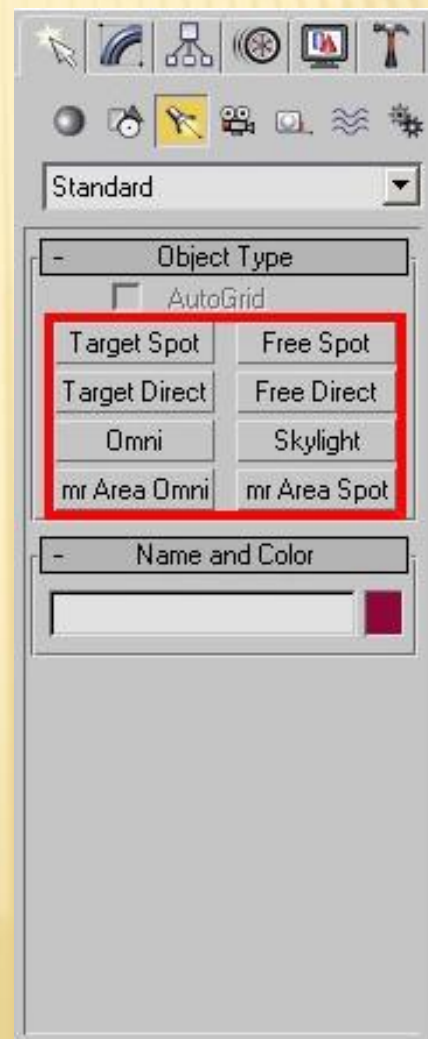 Standard
- Object Type
AutoGrid
Target Spot Free Spot
Target Direct Free Direct
Omni Skylight
mr Area Omni mr Area Spot
- Name and Color